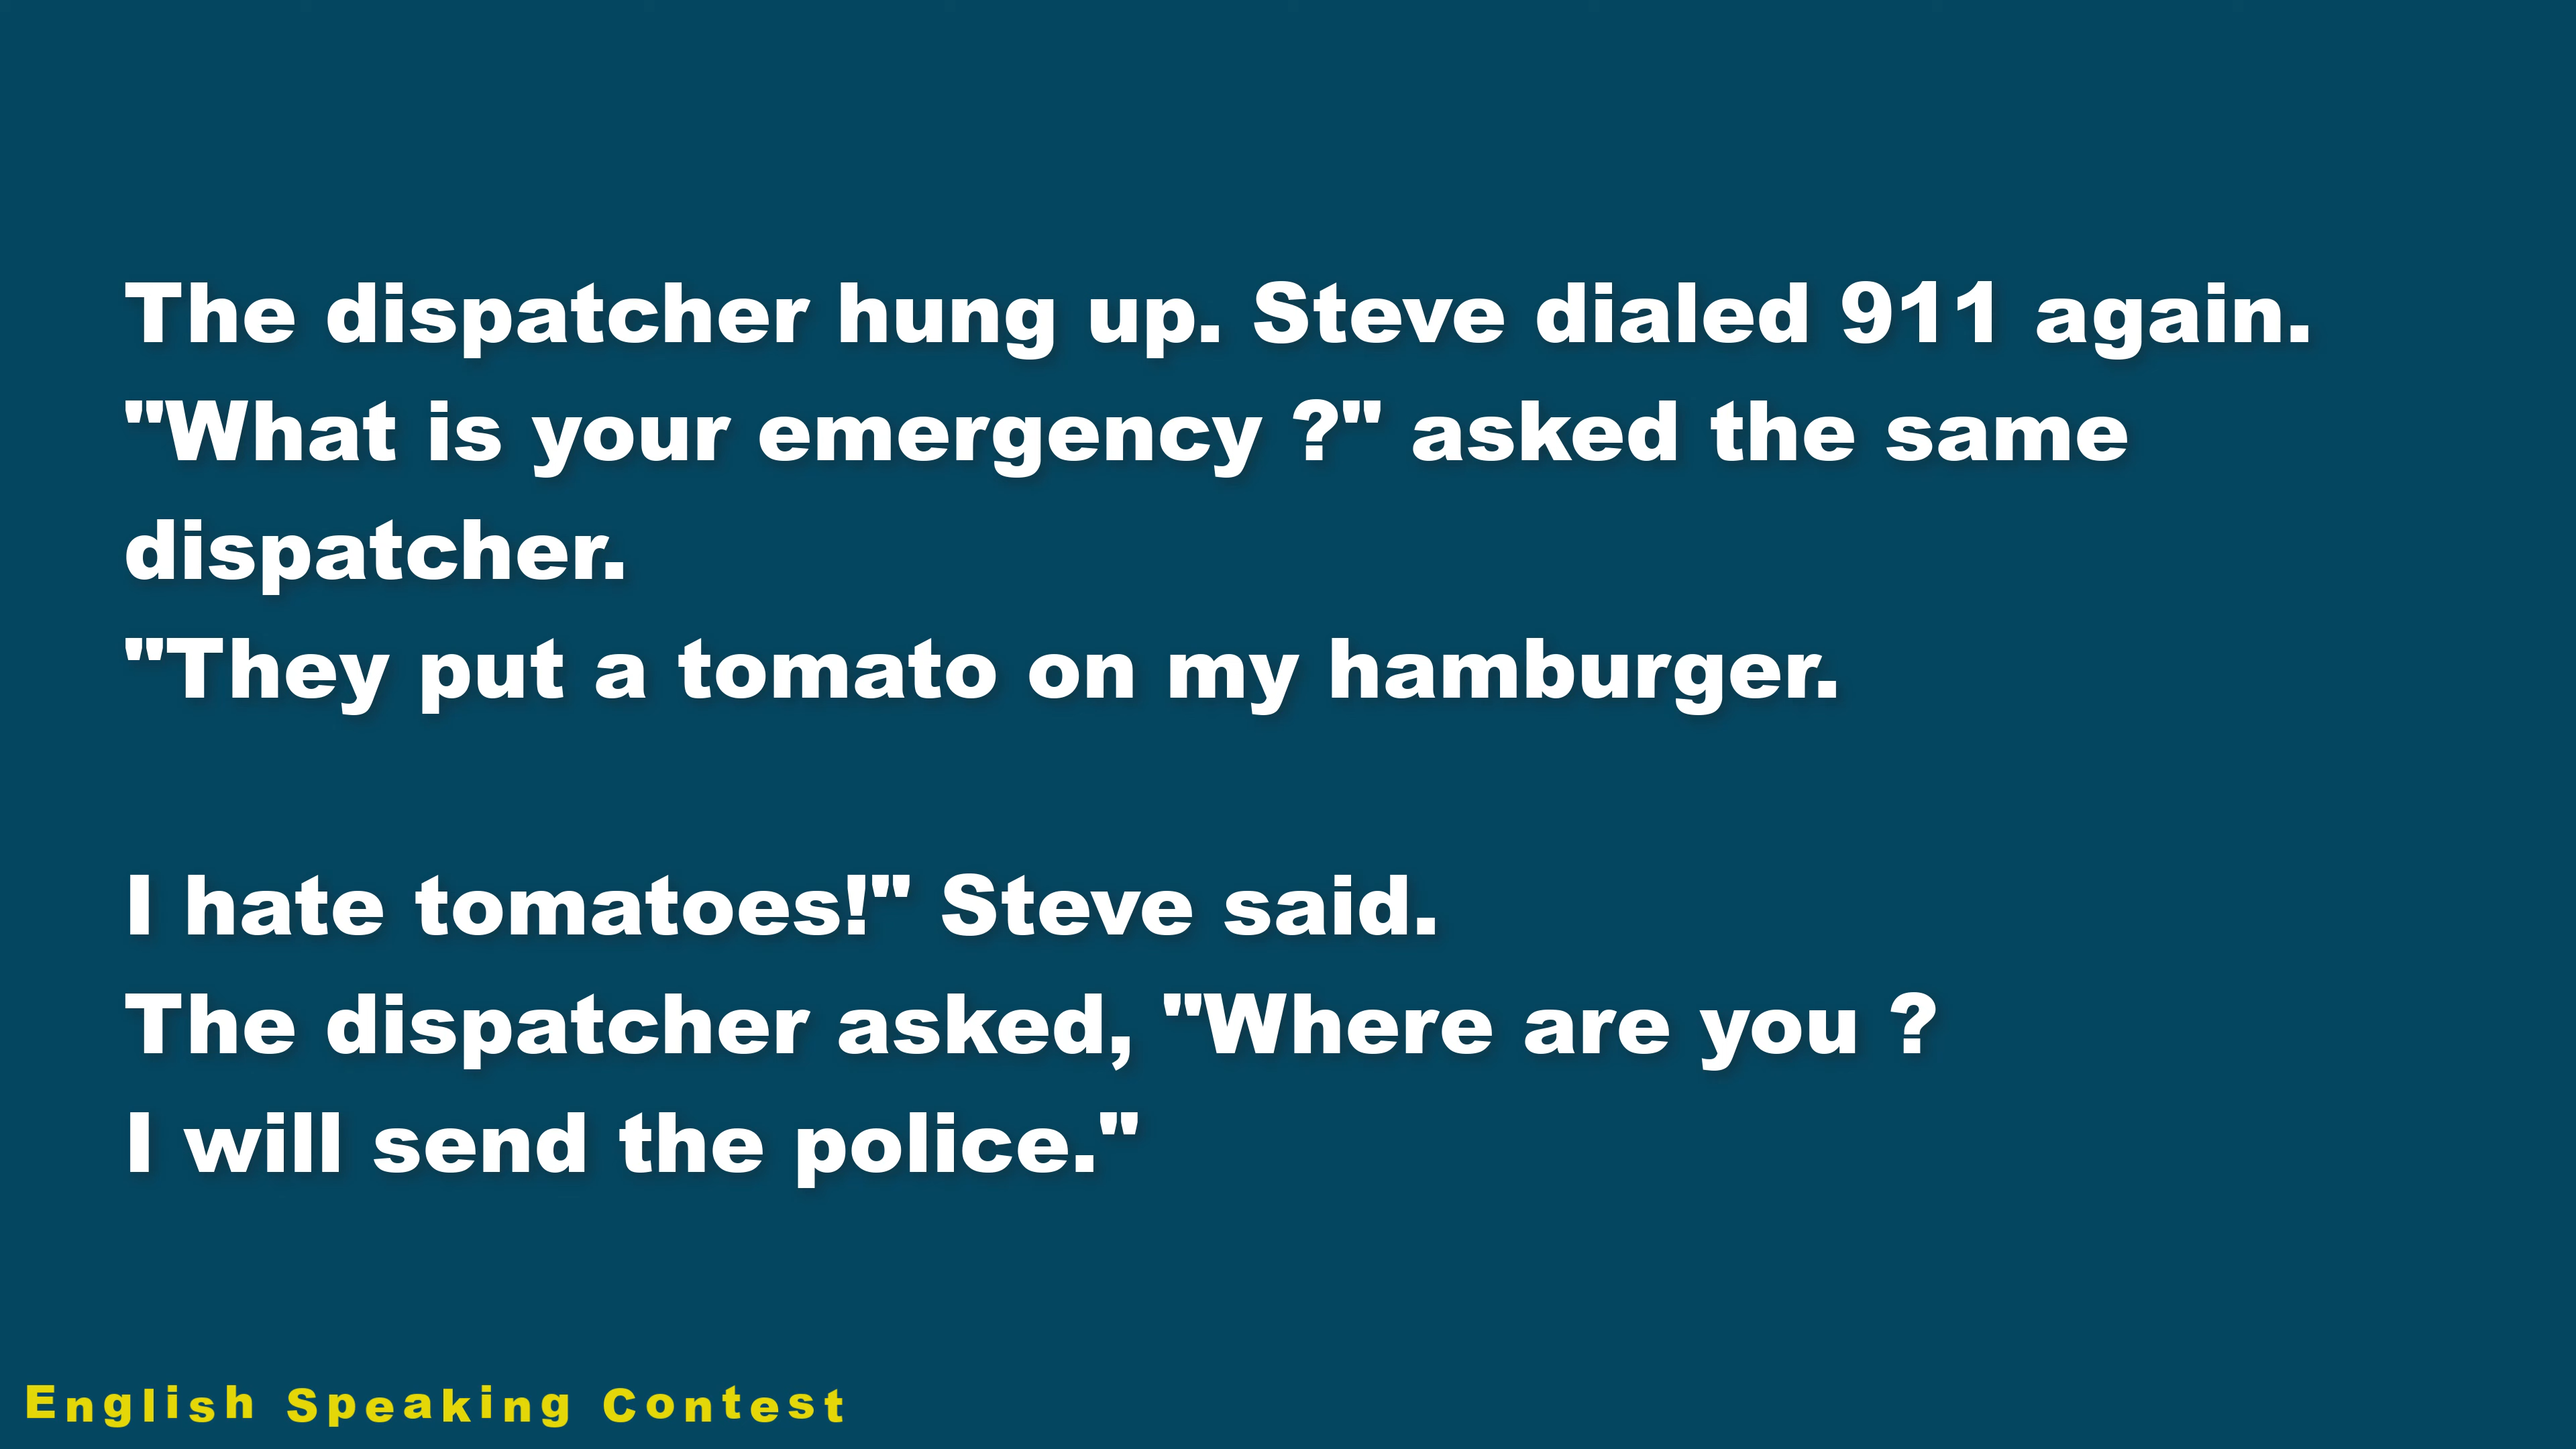 The dispatcher hung up. Steve dialed 911 again.
"What is your emergency ?" asked the same
dispatcher.
"They put a tomato on my hamburger.
I hate tomatoes!" Steve said.
The dispatcher asked, "Where are you ?
I will send the police."
English Speaking Contest